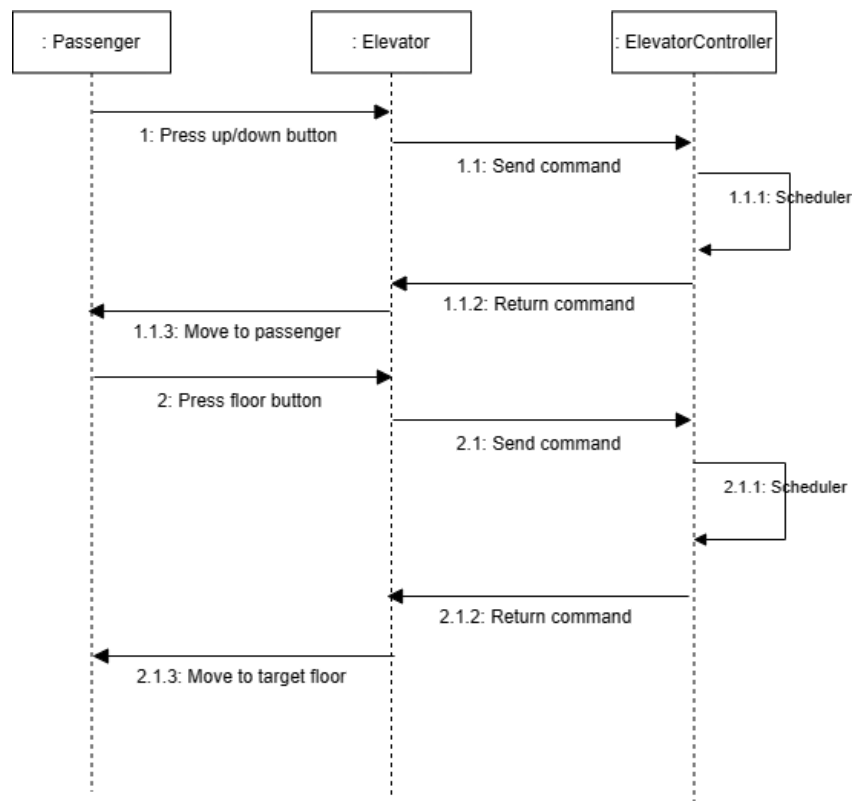 : Passenger
: Elevator
: ElevatorController
1: Press up/down button
1.1: Send command
1.1.1: Scheduler
1.1.2: Return command
1.1.3: Move to passenger
2: Press floor button
2.1: Send command
2.1.1: Scheduler
2.1.2: Return command
2.1.3: Move to target floor